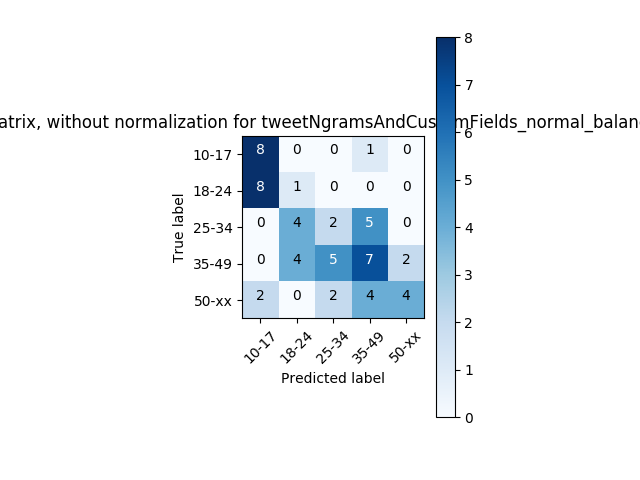 atrix, without normalization for tweetNgramsAndCus mFields_normal_balan
8
7
6
5
4
3
2
1
0
True label
10-17 8 0 0 1 0
18-24 8 1 0 0 0
25-34 0 4 2 5 0
35-49 0 4 5 7 2
50-xx 2 0 2 4 4
10-17 18-24 25-34 35-49 50-xx
Predicted label